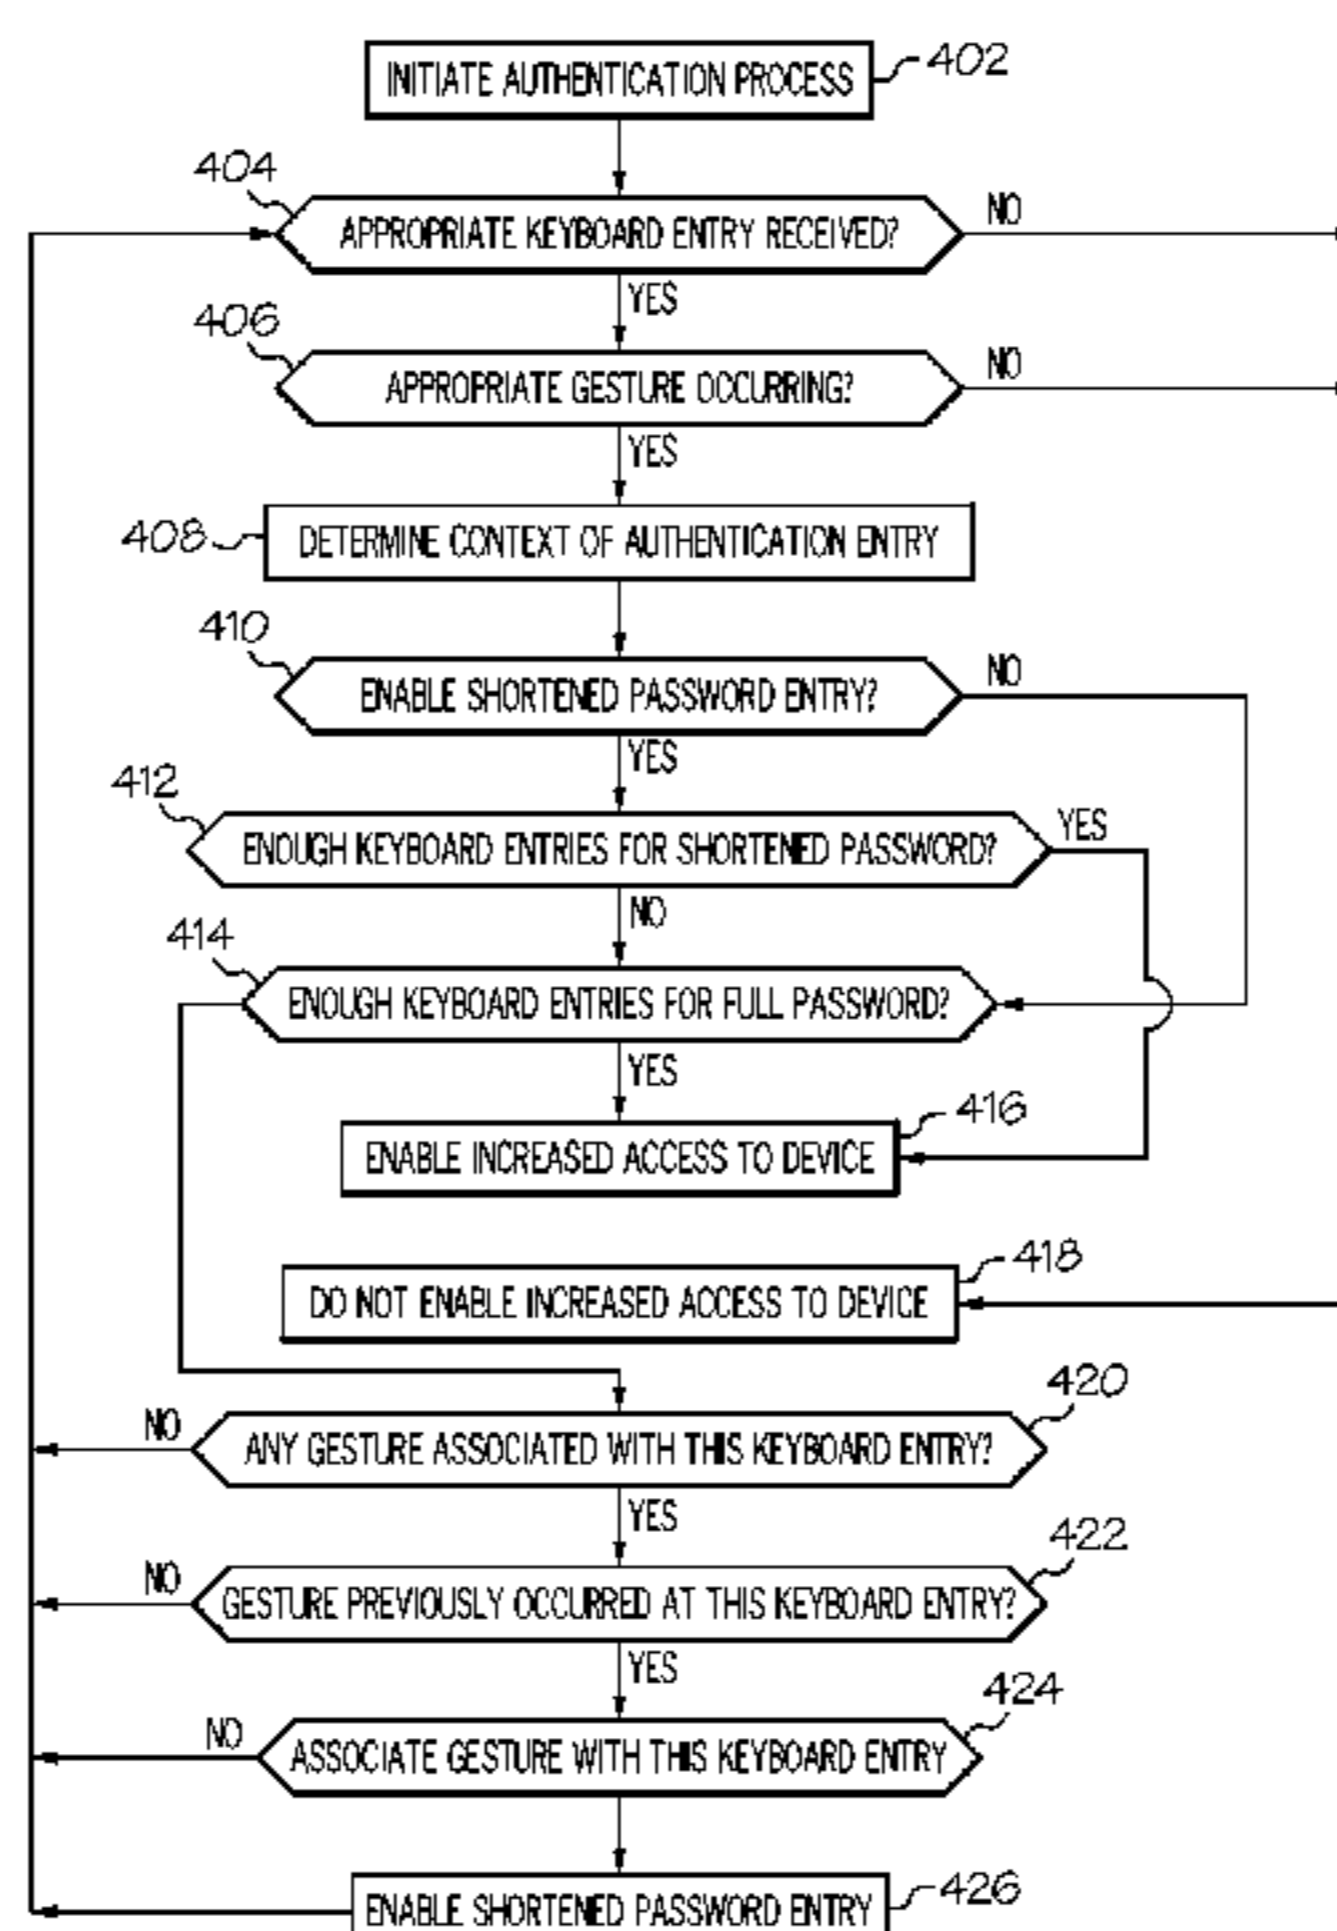 INITIATE AUTHENTICATION PROCESS
402
404
APPROPRIATE KEYBOARD ENTRY RECEIVED?
NO
YES
406
APPROPRIATE GESTURE OCCURRING?
NO
YES
408
DETERMINE CONTEXT OF AUTHENTICATION ENTRY
410
ENABLE SHORTENED PASSWORD ENTRY?
NO
YES
412
ENOUGH KEYBOARD ENTRIES FOR SHORTENED PASSWORD?
YES
NO
414
ENOUGH KEYBOARD ENTRIES FOR FULL PASSWORD?
YES
416
ENABLE INCREASED ACCESS TO DEVICE
418
DO NOT ENABLE INCREASED ACCESS TO DEVICE
420
NO
ANY GESTURE ASSOCIATED WITH THIS KEYBOARD ENTRY?
YES
422
NO
GESTURE PREVIOUSLY OCCURRED AT THIS KEYBOARD ENTRY?
YES
424
NO
ASSOCIATE GESTURE WITH THIS KEYBOARD ENTRY
426
ENABLE SHORTENED PASSWORD ENTRY